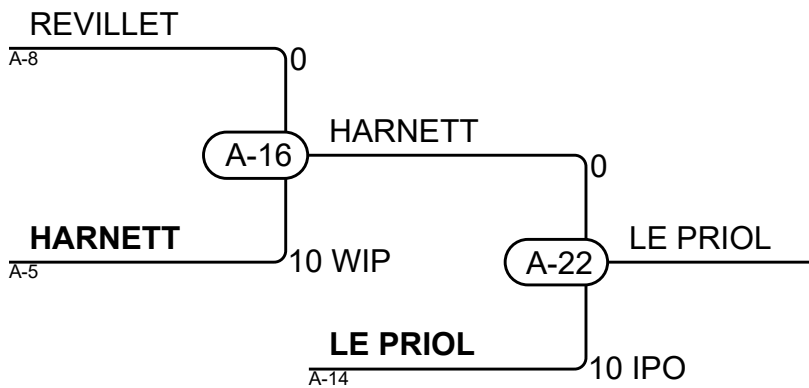 REVILLET
A-8
0
A-16
HARNETT
0
HARNETT
A-5
10 WIP
A-22
LE PRIOL
LE PRIOL
A-14
10 IPO